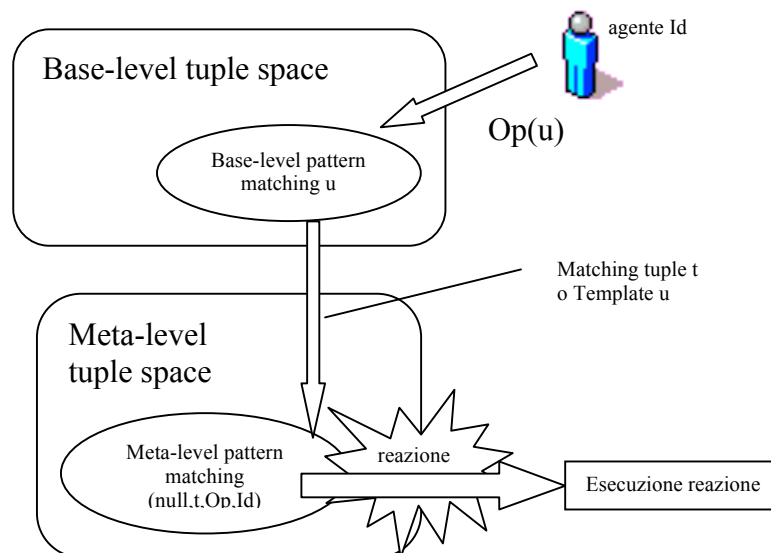 agente Id
Base-level tuple space
Op(u)
Base-level pattern
matching u
Matching tuple t
o Template u
Meta-level
tuple space
Meta-level pattern
matching
(null,t,Op,Id)
reazione
Esecuzione reazione